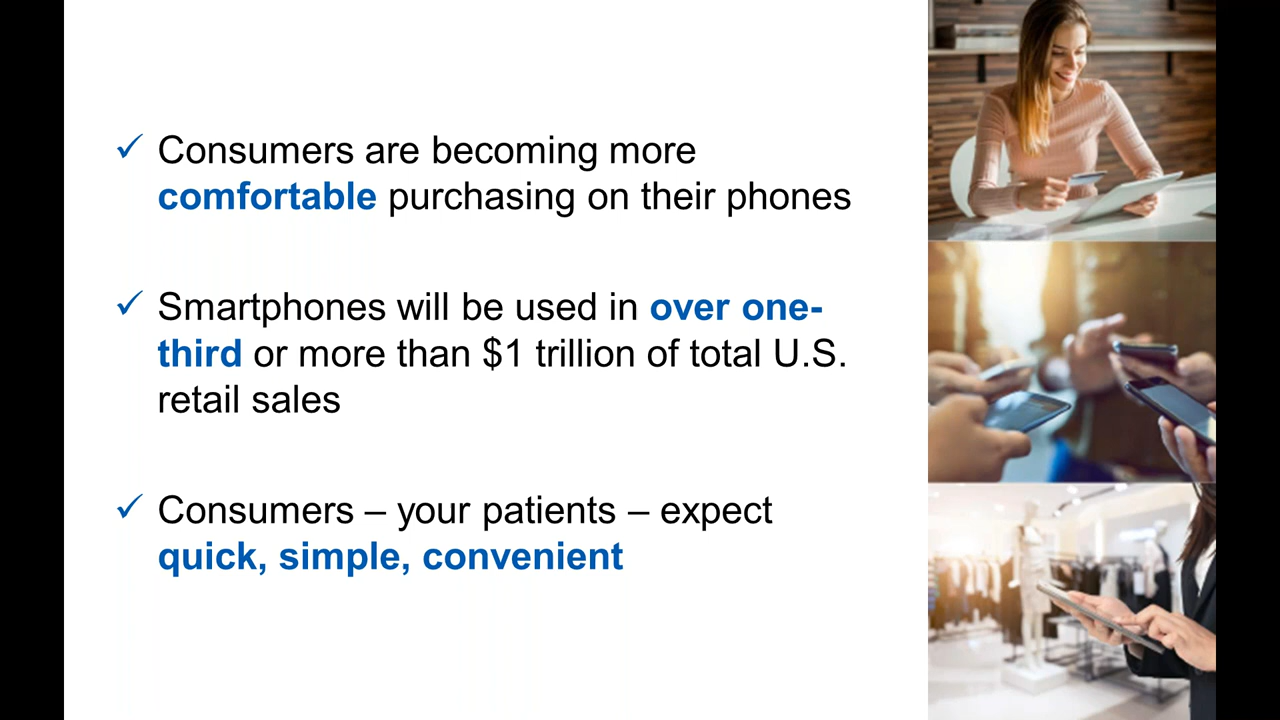 ✓ Consumers are becoming more
comfortable purchasing on their phones
✓ Smartphones will be used in over one-
third or more than $1 trillion of total U.S.
retail sales
✓ Consumers – your patients – expect
quick, simple, convenient